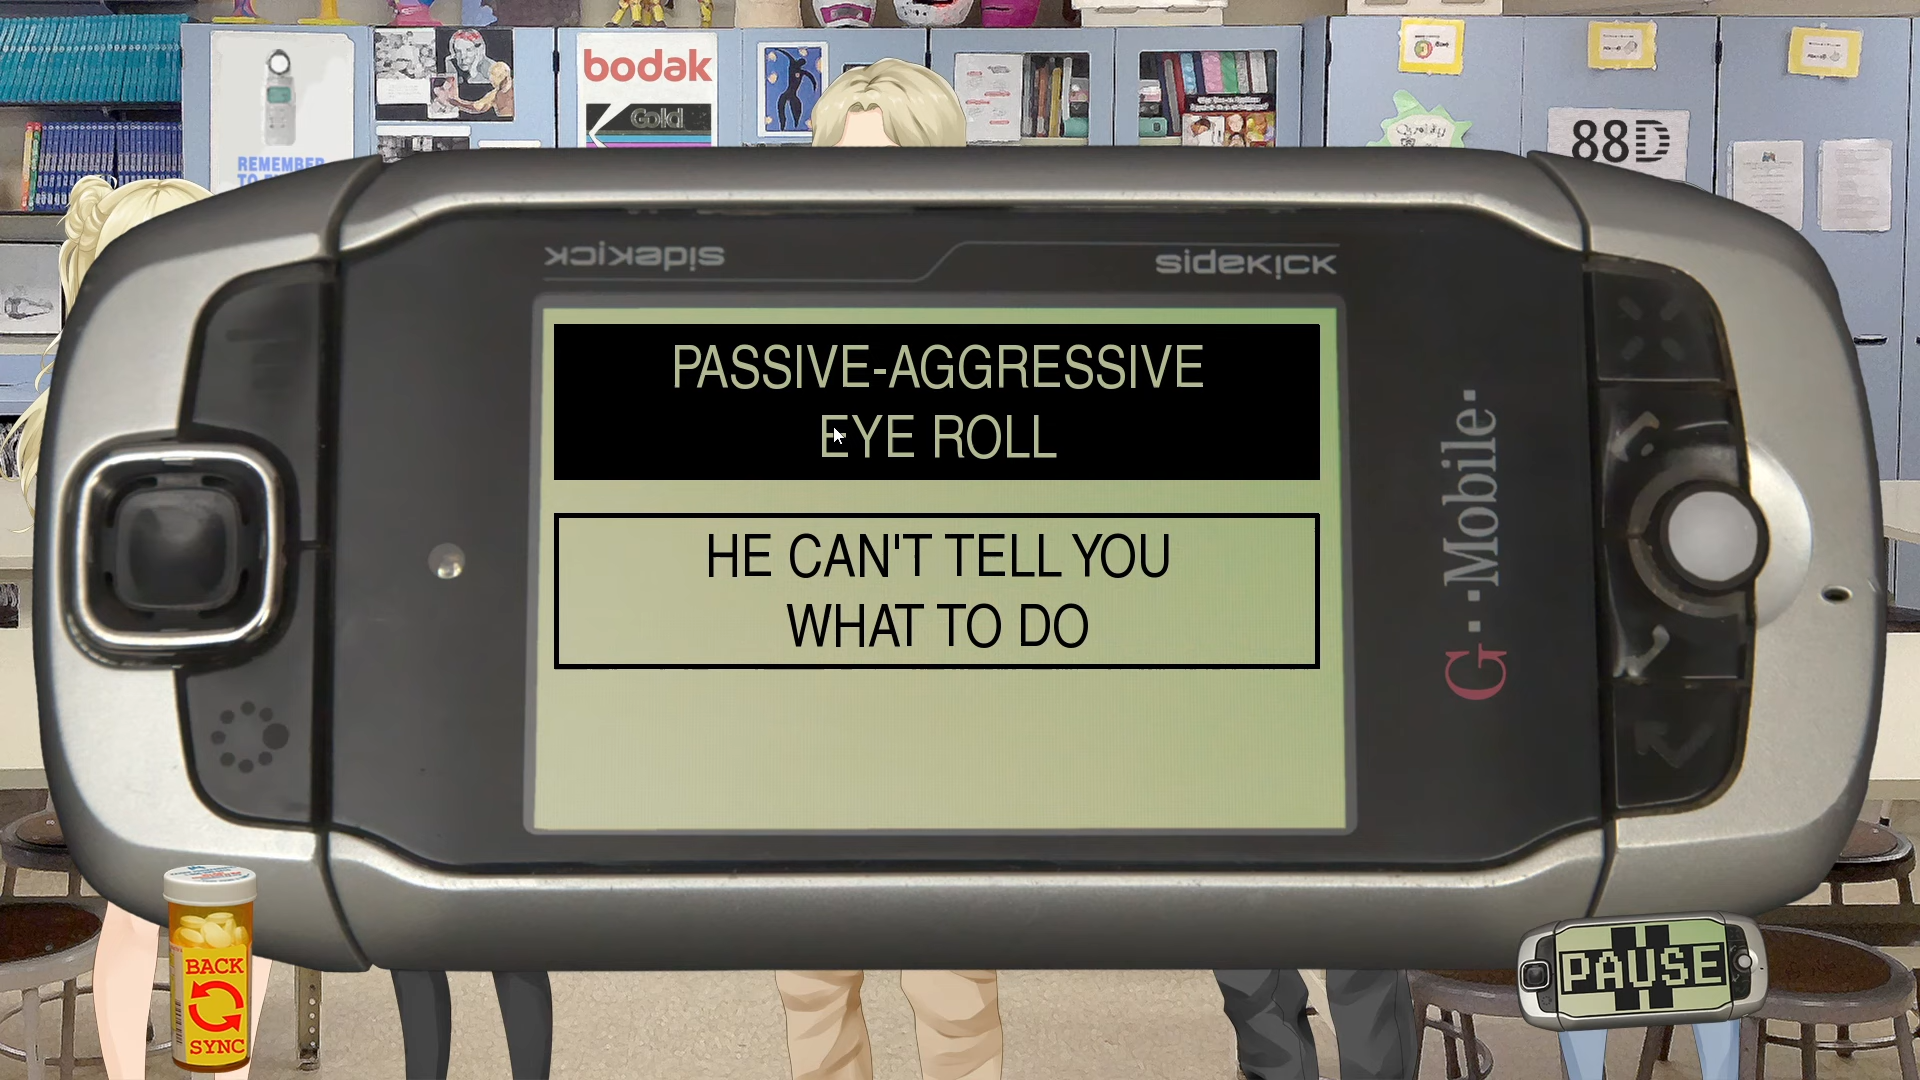 bodak
Gold
REMEMBER
88D
sidekick
sidekick
PASSIVE-AGGRESSIVE
EYE ROLL
HE CAN'T TELL YOU
WHAT TO DO
G··Mobile·
BACK
SYNC
PAUSE